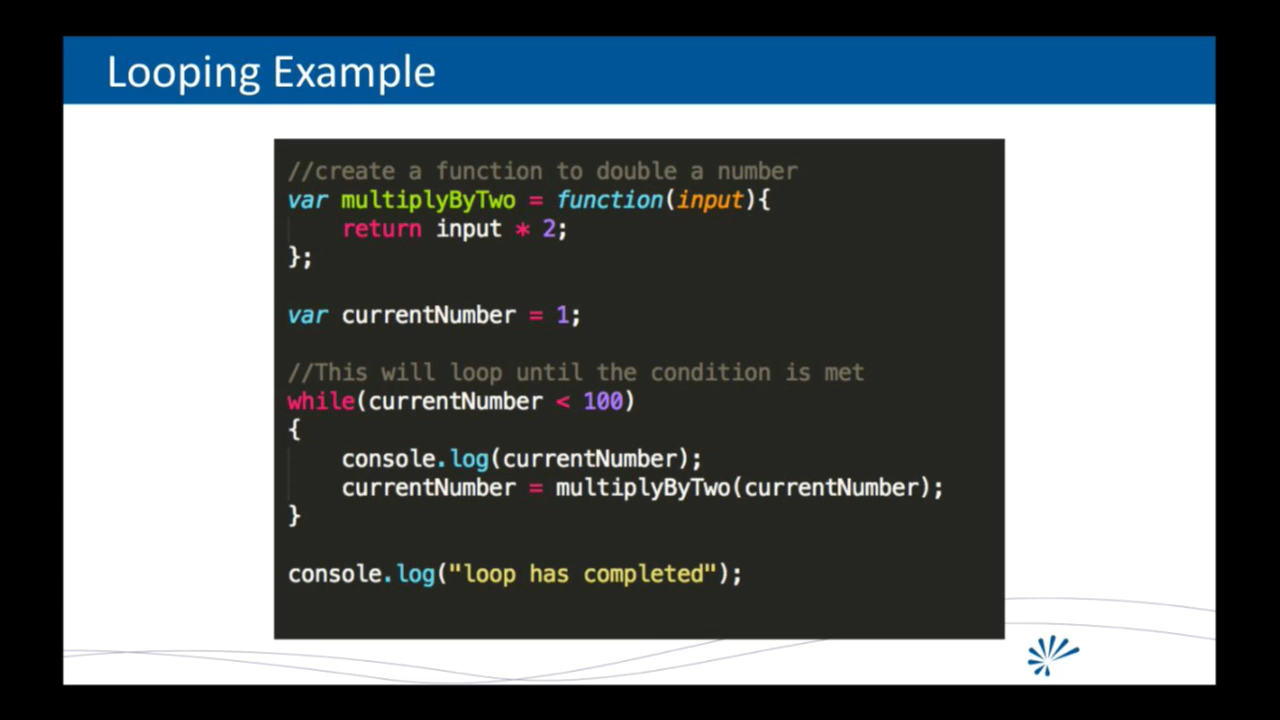 Looping Example
//create a function to double a number
var multiplyByTwo = function(input){
    return input * 2;
};
var currentNumber = 1;
//This will loop until the condition is met
while(currentNumber < 100)
{
    console.log(currentNumber);
    currentNumber = multiplyByTwo(currentNumber);
}
console.log("loop has completed");